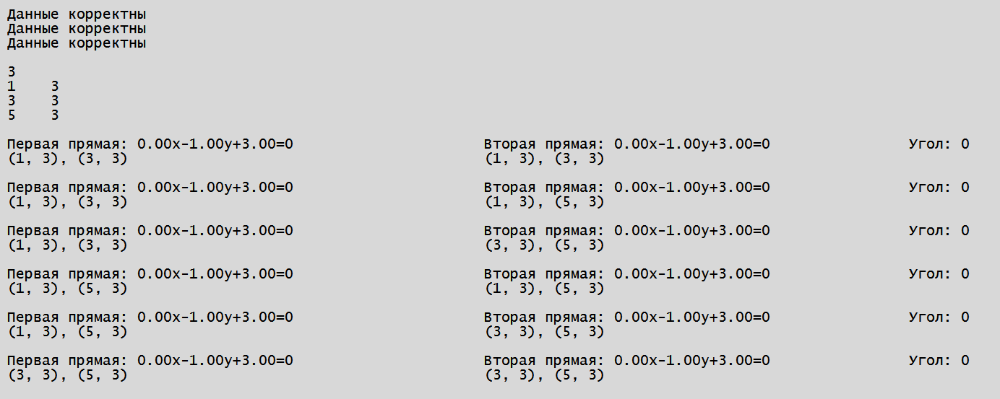 Данные корректны
Данные корректны
Данные корректны
3
1 3
3 3
5 3
Первая прямая: 0.00x-1.00y+3.00=0 Вторая прямая: 0.00x-1.00y+3.00=0 Угол: 0
(1, 3), (3, 3) (1, 3), (3, 3)
Первая прямая: 0.00x-1.00y+3.00=0 Вторая прямая: 0.00x-1.00y+3.00=0 Угол: 0
(1, 3), (3, 3) (1, 3), (5, 3)
Первая прямая: 0.00x-1.00y+3.00=0 Вторая прямая: 0.00x-1.00y+3.00=0 Угол: 0
(1, 3), (3, 3) (3, 3), (5, 3)
Первая прямая: 0.00x-1.00y+3.00=0 Вторая прямая: 0.00x-1.00y+3.00=0 Угол: 0
(1, 3), (5, 3) (1, 3), (5, 3)
Первая прямая: 0.00x-1.00y+3.00=0 Вторая прямая: 0.00x-1.00y+3.00=0 Угол: 0
(1, 3), (5, 3) (3, 3), (5, 3)
Первая прямая: 0.00x-1.00y+3.00=0 Вторая прямая: 0.00x-1.00y+3.00=0 Угол: 0
(3, 3), (5, 3) (3, 3), (5, 3)